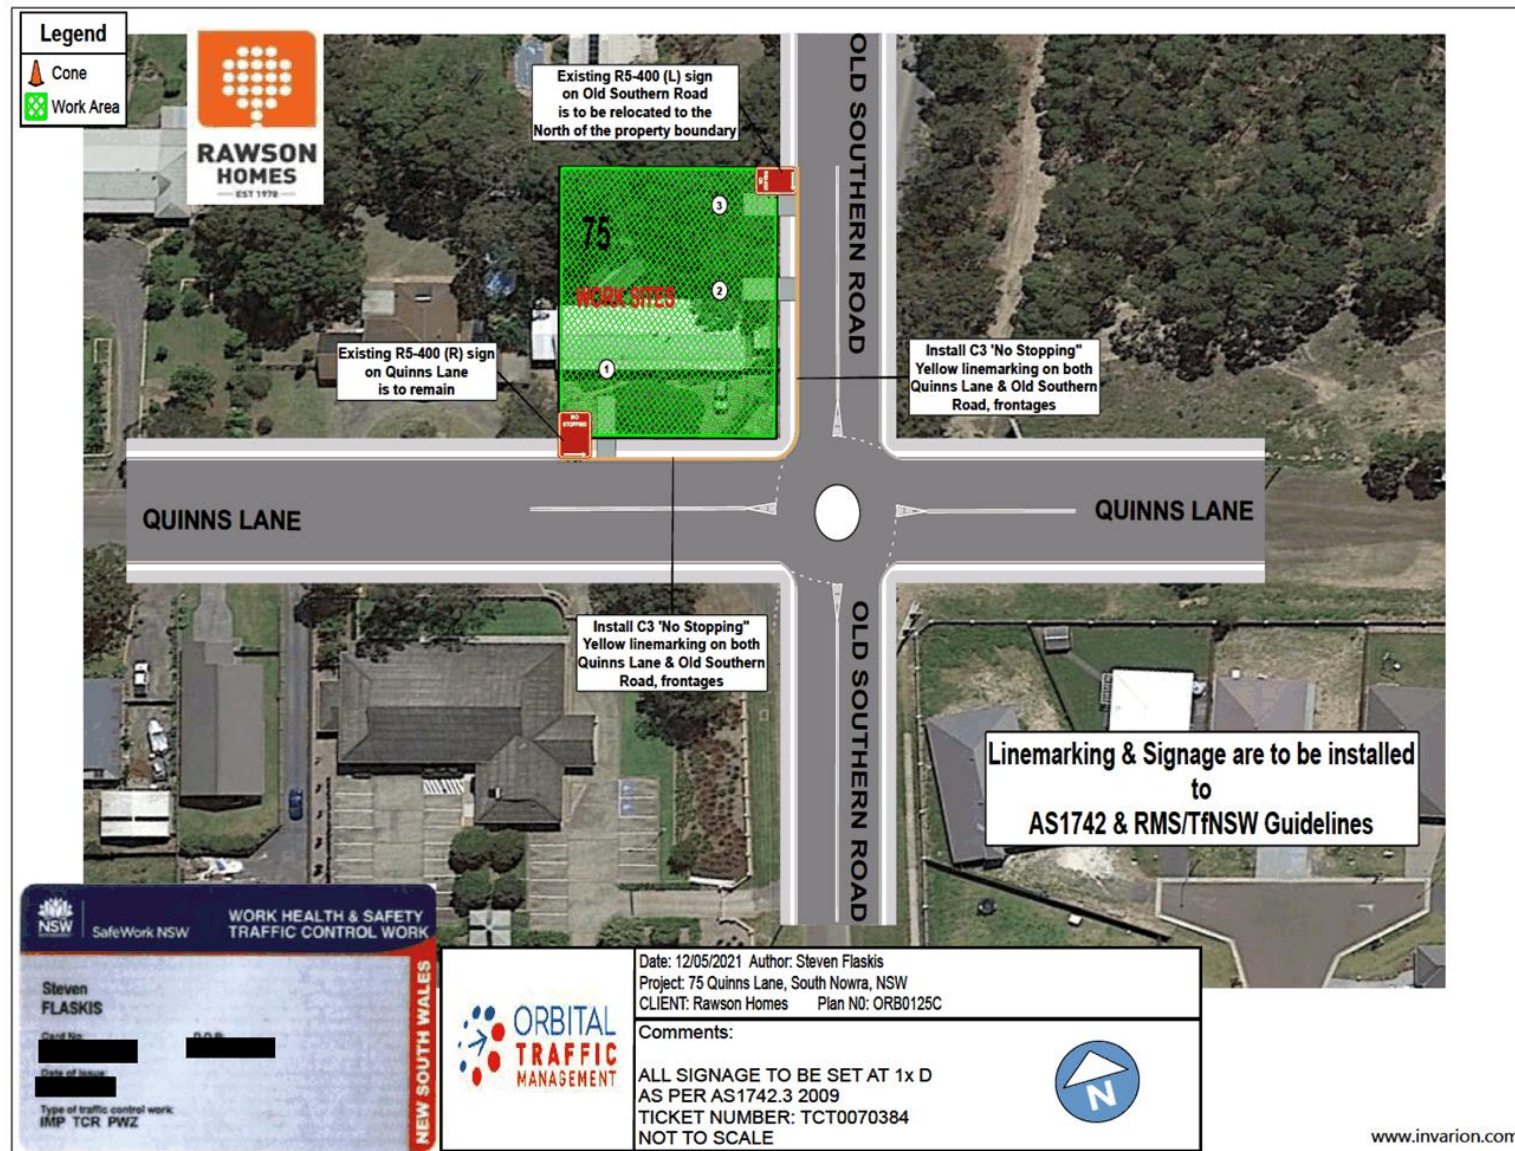 Legend
Cone
Work Area
RAWSON
HOMES
EST 1978
Existing R5-400 (L) sign
on Old Southern Road
is to be relocated to the
North of the property boundary
OLD SOUTHERN ROAD
3
75
2
WORK SITES
1
Existing R5-400 (R) sign
on Quinns Lane
is to remain
NO
STOPPING
Install C3 'No Stopping"
Yellow linemarking on both
Quinns Lane & Old Southern
Road, frontages
QUINNS LANE
QUINNS LANE
Install C3 'No Stopping"
Yellow linemarking on both
Quinns Lane & Old Southern
Road, frontages
OLD SOUTHERN ROAD
Linemarking & Signage are to be installed
to
AS1742 & RMS/TfNSW Guidelines
NSW
SafeWork NSW
WORK HEALTH & SAFETY
TRAFFIC CONTROL WORK
Steven
FLASKIS
Card No:
D.O.B:
Date of issue:
Type of traffic control work:
IMP TCR PWZ
NEW SOUTH WALES
ORBITAL
TRAFFIC
MANAGEMENT
Date: 12/05/2021 Author: Steven Flaskis
Project: 75 Quinns Lane, South Nowra, NSW
CLIENT: Rawson Homes Plan N0: ORB0125C
Comments:
ALL SIGNAGE TO BE SET AT 1x D
AS PER AS1742.3 2009
TICKET NUMBER: TCT0070384
NOT TO SCALE
N
www.invarion.com